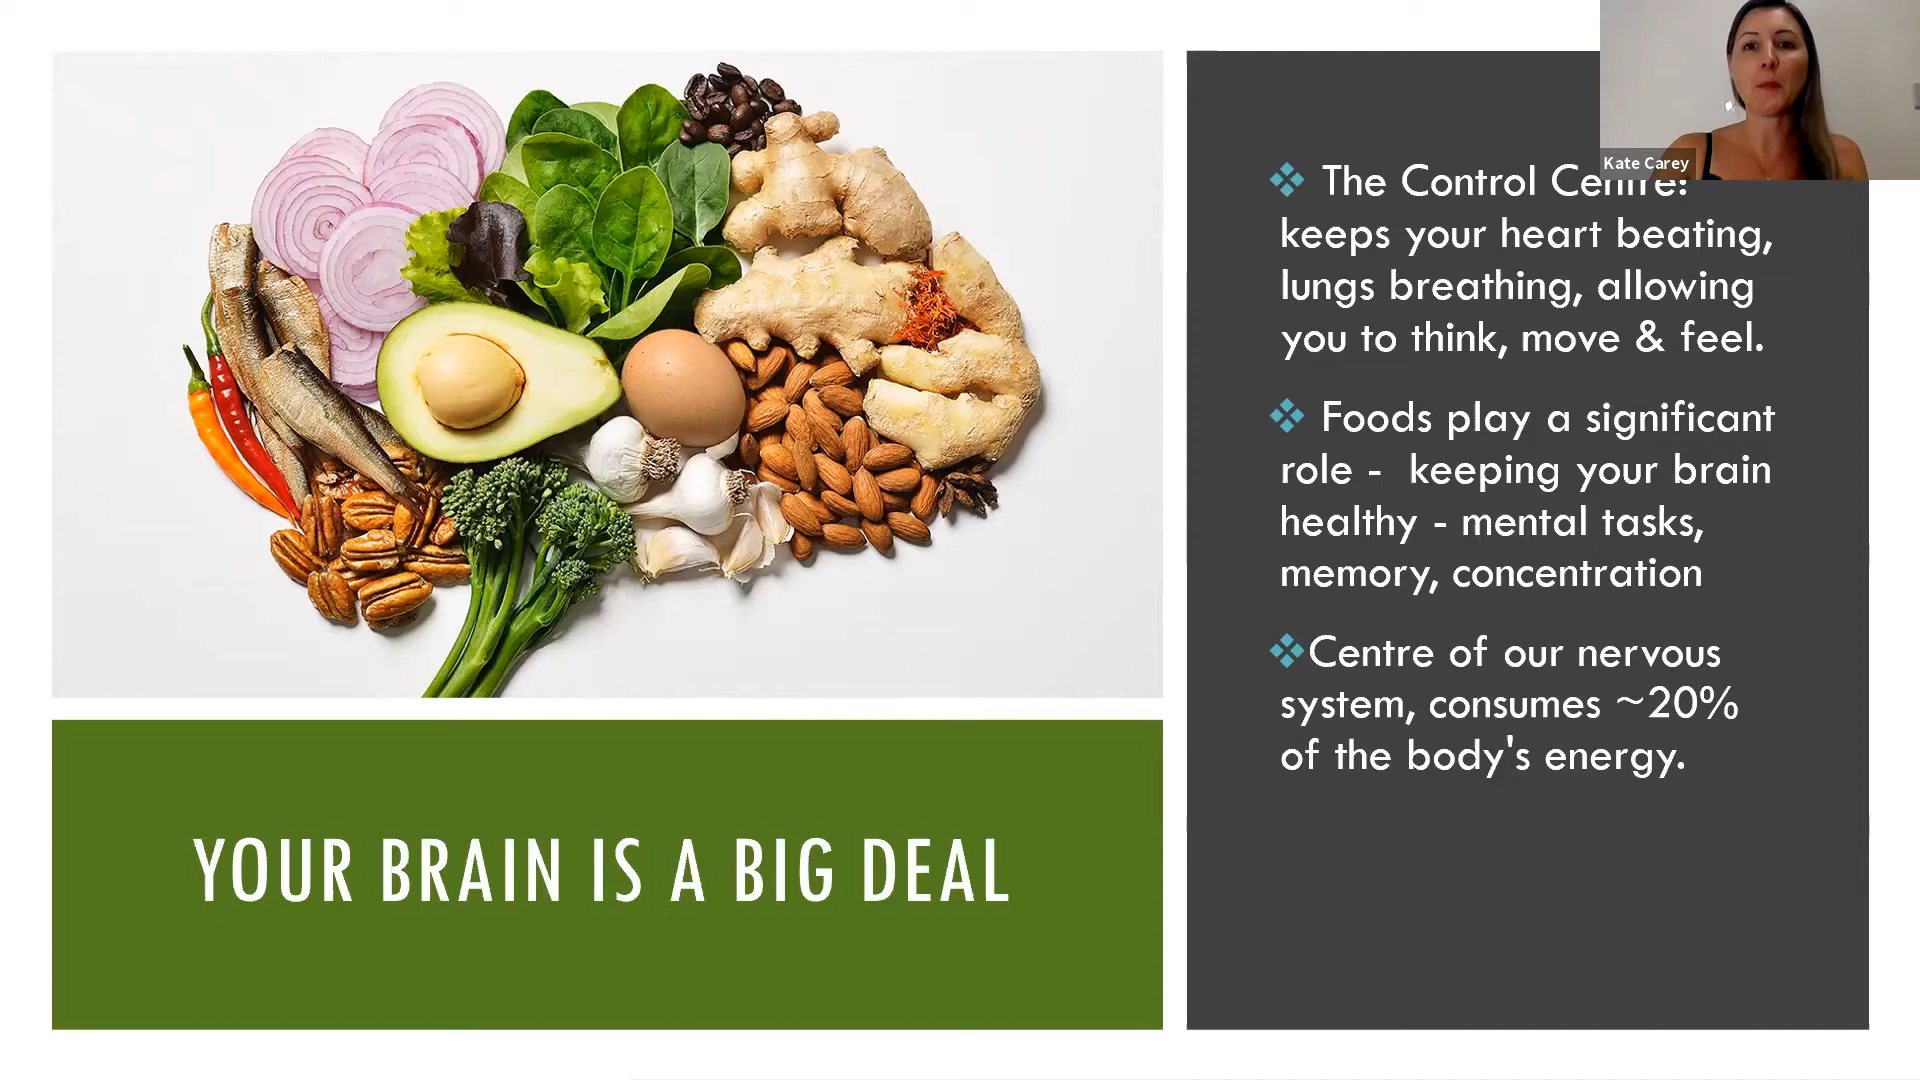 Kate Carey
The Control Centre:
keeps your heart beating,
lungs breathing, allowing
you to think, move & feel.
Foods play a significant
role - keeping your brain
healthy - mental tasks,
memory, concentration
Centre of our nervous
system, consumes ~20%
of the body's energy.
YOUR BRAIN IS A BIG DEAL